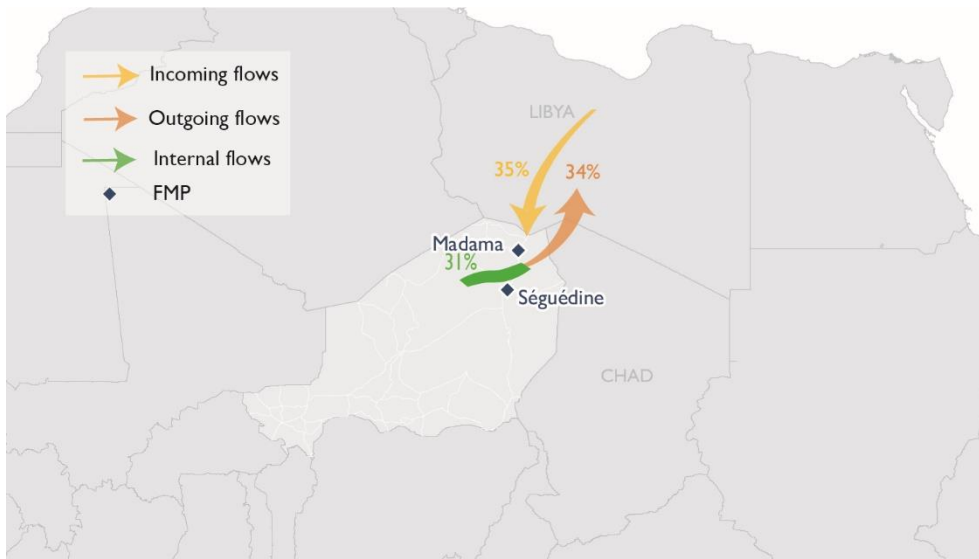 Incoming flows
Outgoing flows
Internal flows
FMP
LIBYA
35%
34%
Madama
31%
Séguédine
CHAD